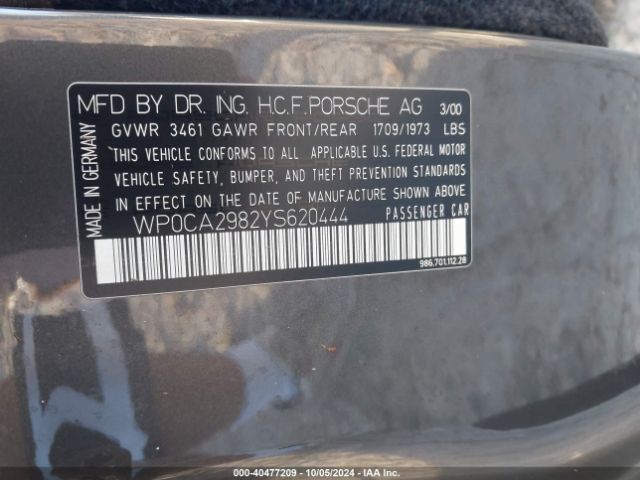 MFD BY DR. ING. H.C.F. PORSCHE AG 3/00
GVWR 3461 GAWR FRONT/REAR 1709/1973 LBS
THIS VEHICLE CONFORMS TO ALL APPLICABLE U.S. FEDERAL MOTOR
VEHICLE SAFETY, BUMPER, AND THEFT PREVENTION STANDARDS
IN EFFECT ON THE DATE OF MANUFACTURE SHOWN ABOVE
WP0CA2982YS620444 PASSENGER CAR
986.701.112.28
MADE IN GERMANY
000-40477209 - 10/05/2024 - IAA Inc.